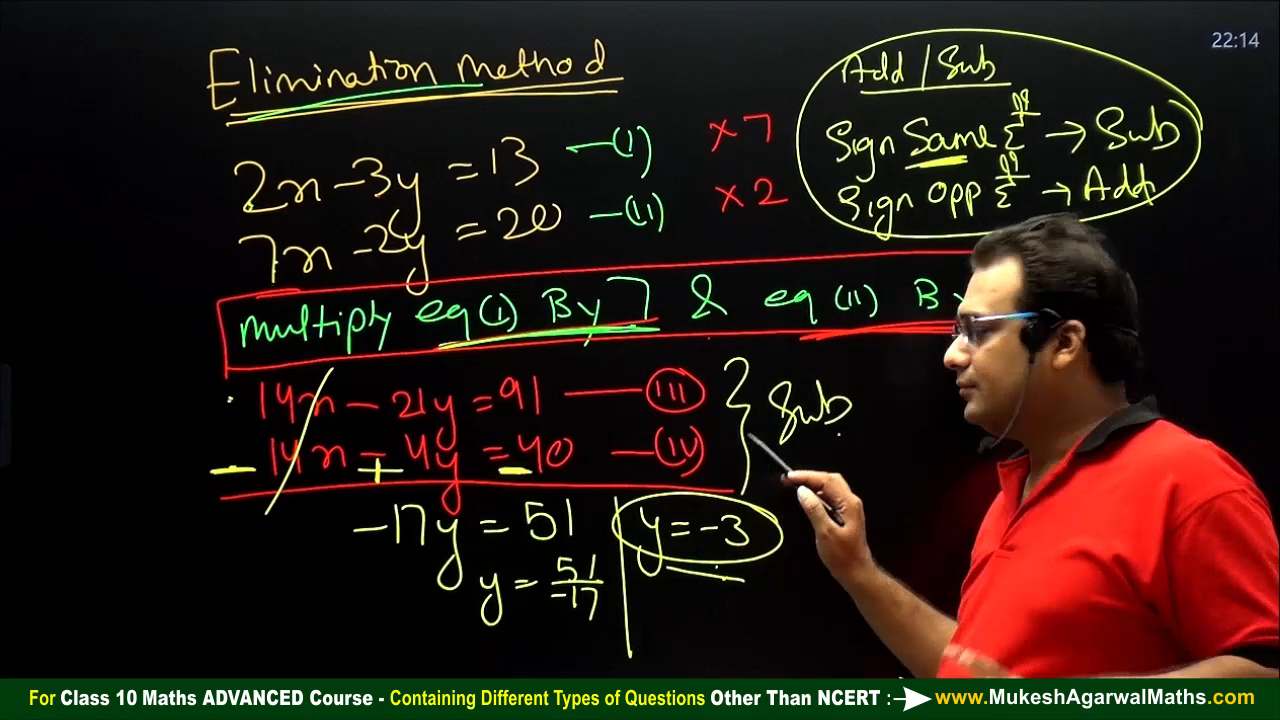 22:14
Elimination method
Add / Sub
Sign Same → Sub
Sign opp → Add
2x - 3y = 13 —(I) × 7
7x - 2y = 20 —(II) × 2
multiply eq (I) By 7 & eq (II) B
14x - 21y = 91 — (III)
14x - 4y = 40 — (IV)
- + -
} Sub
-17y = 51
y = 51/-17
y = -3
For Class 10 Maths ADVANCED Course - Containing Different Types of Questions Other Than NCERT :- www.MukeshAgarwalMaths.com